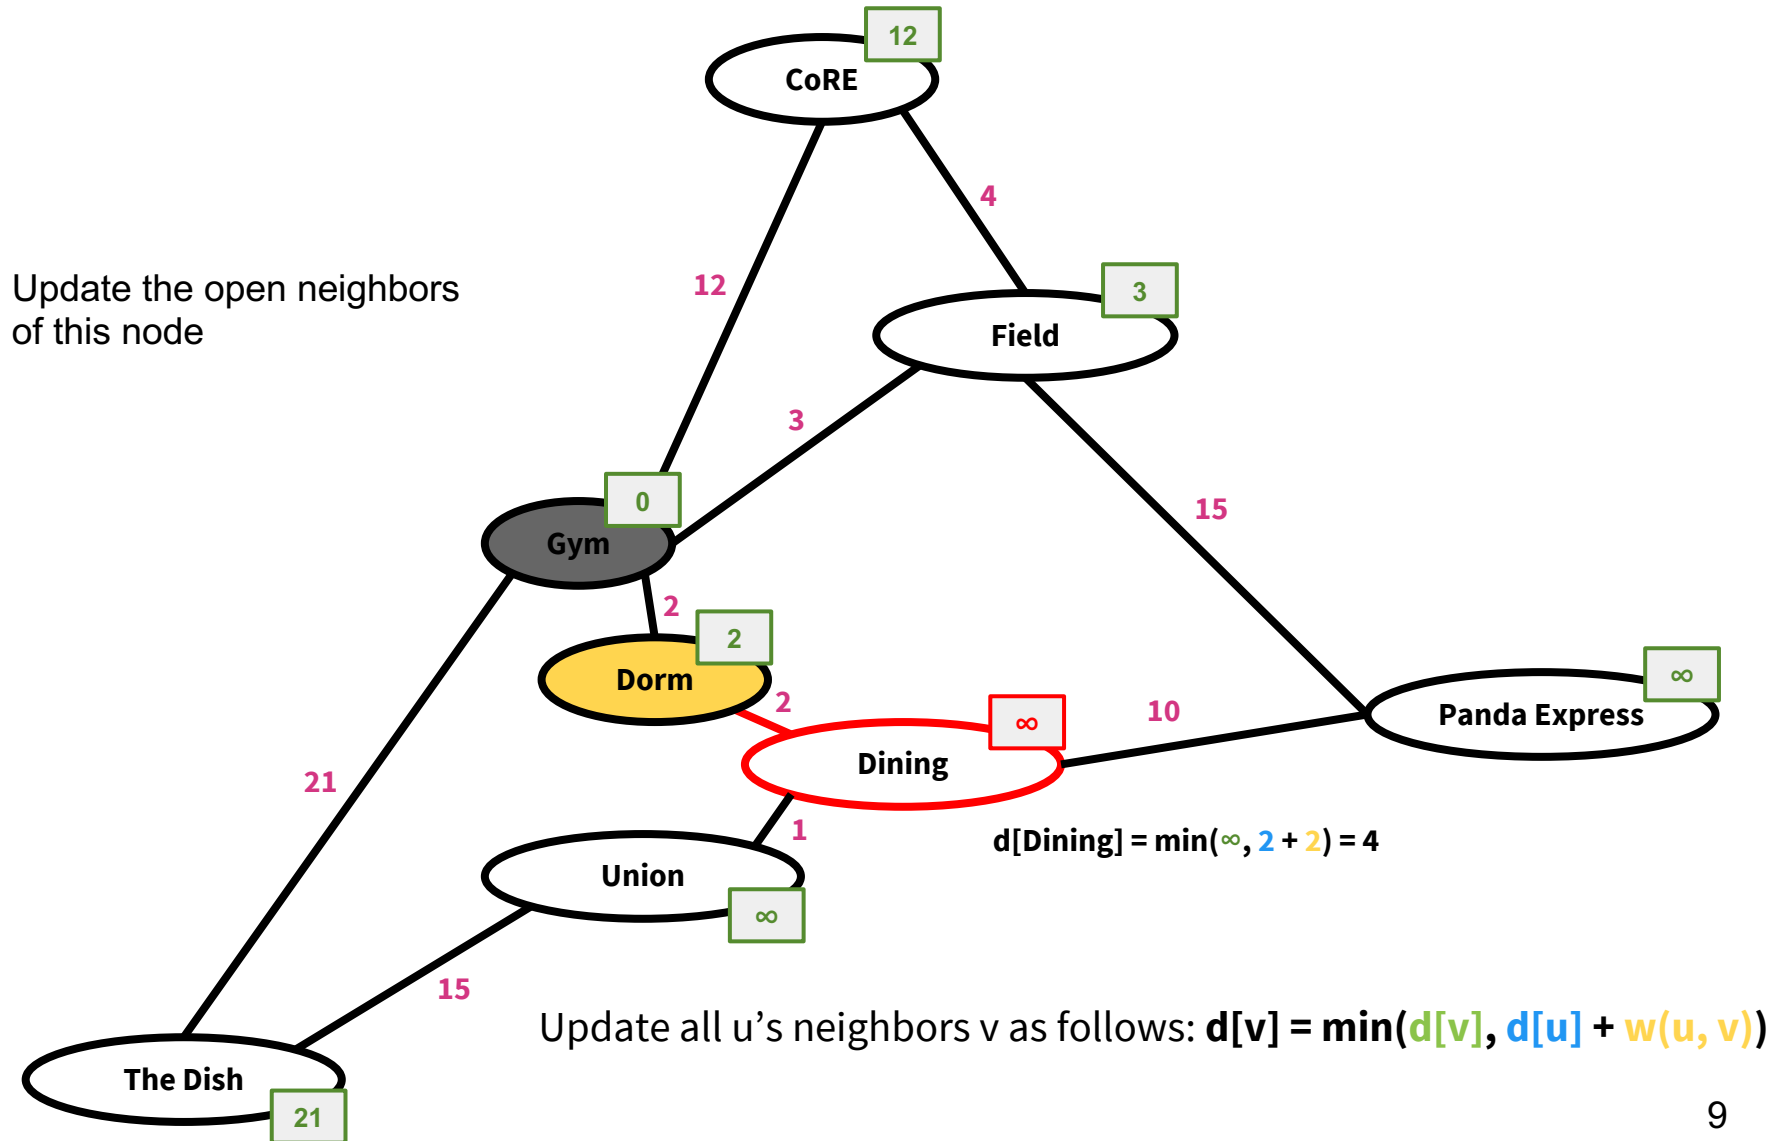 12
CoRE
4
Update the open neighbors
of this node
12
3
Field
3
15
0
Gym
2
2
Dorm
2
∞
∞
10
Panda Express
Dining
21
1
d[Dining] = min(∞, 2 + 2) = 4
Union
∞
15
Update all u’s neighbors v as follows: d[v] = min(d[v], d[u] + w(u, v))
The Dish
21
9